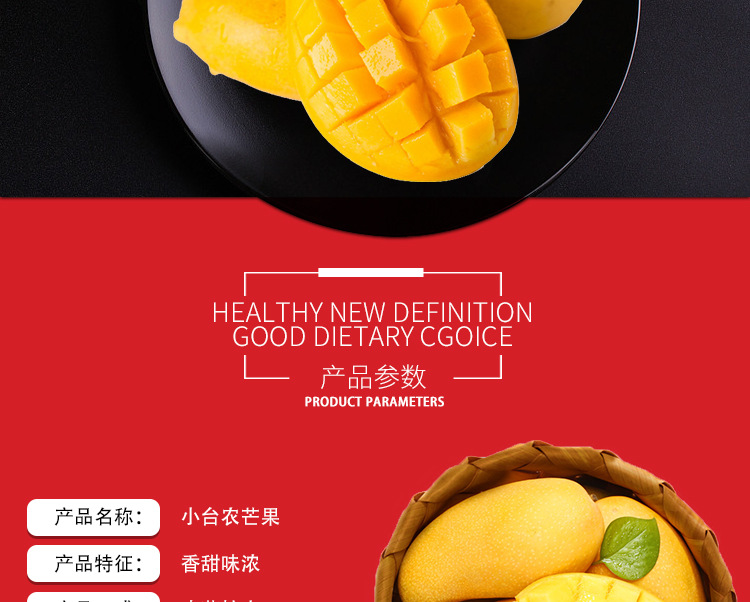 HEALTHY NEW DEFINITION
GOOD DIETARY CGOICE
产品参数
PRODUCT PARAMETERS
产品名称： 小台农芒果
产品特征： 香甜味浓